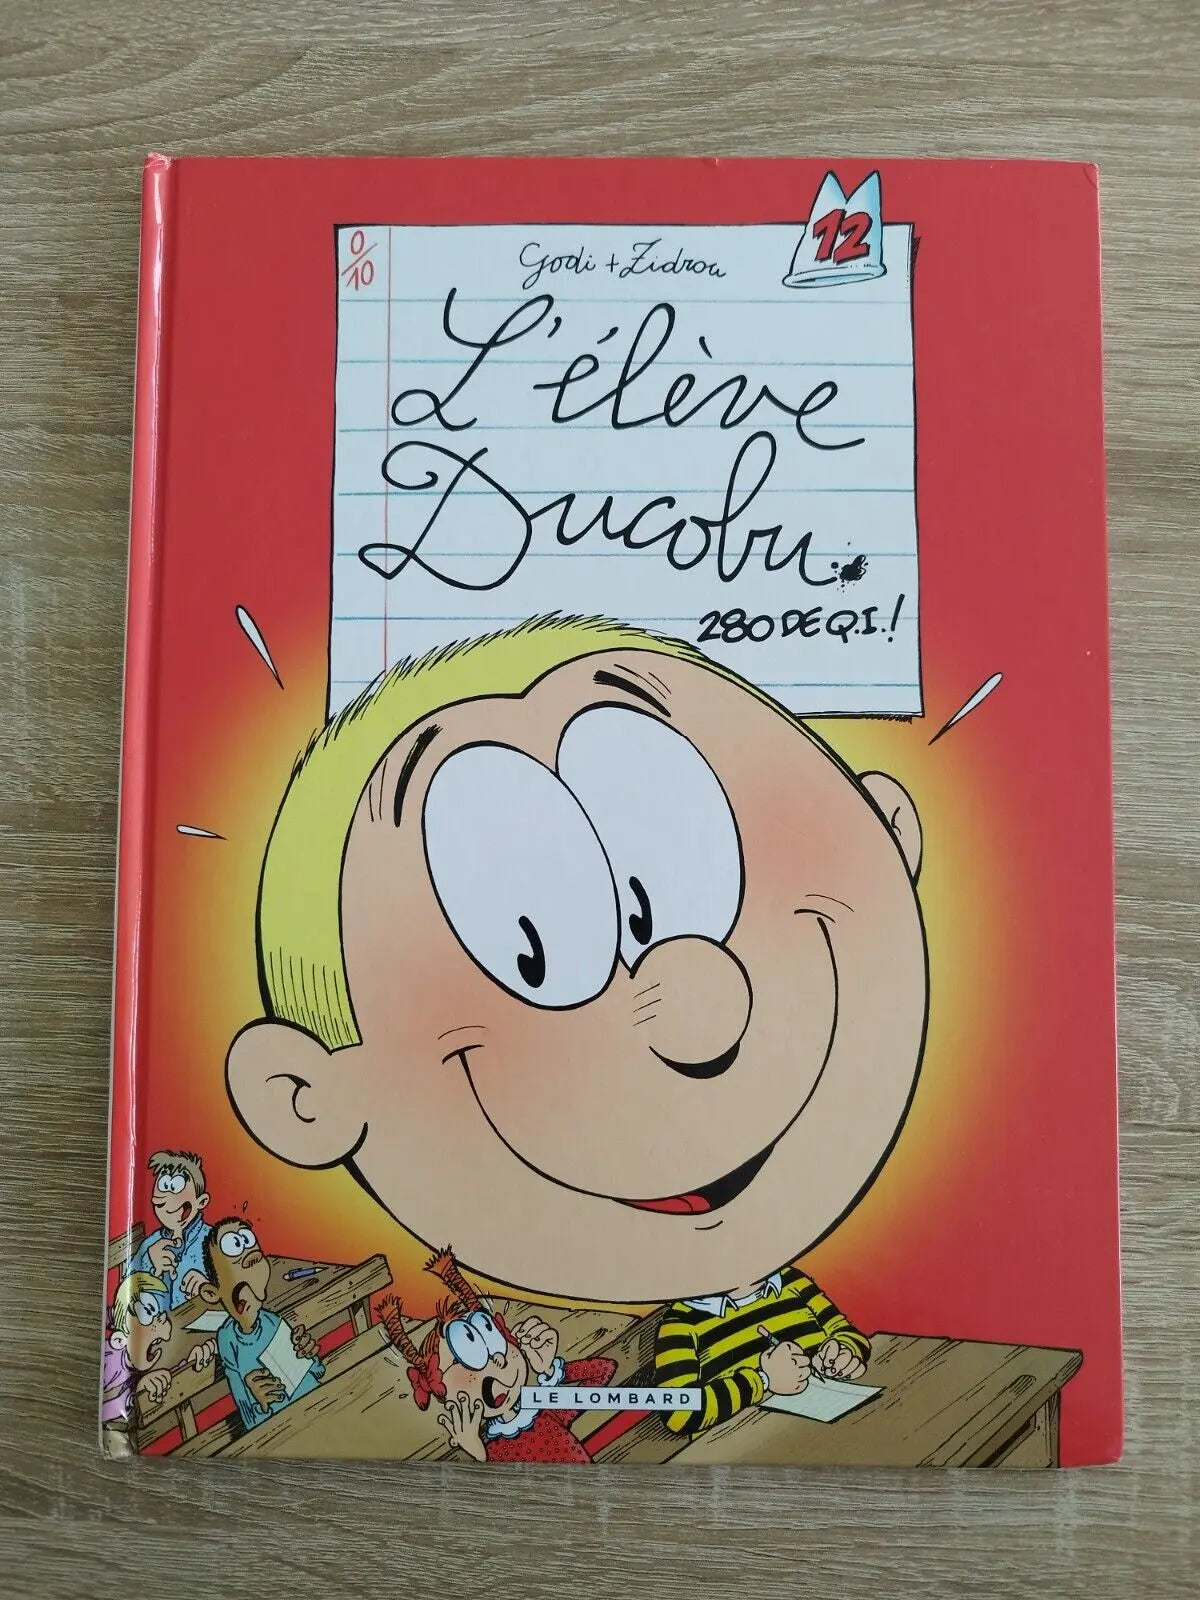 0/10
Godi + Zidrou
12
L'élève
Ducobu.
280 DE Q.I.!
LE LOMBARD